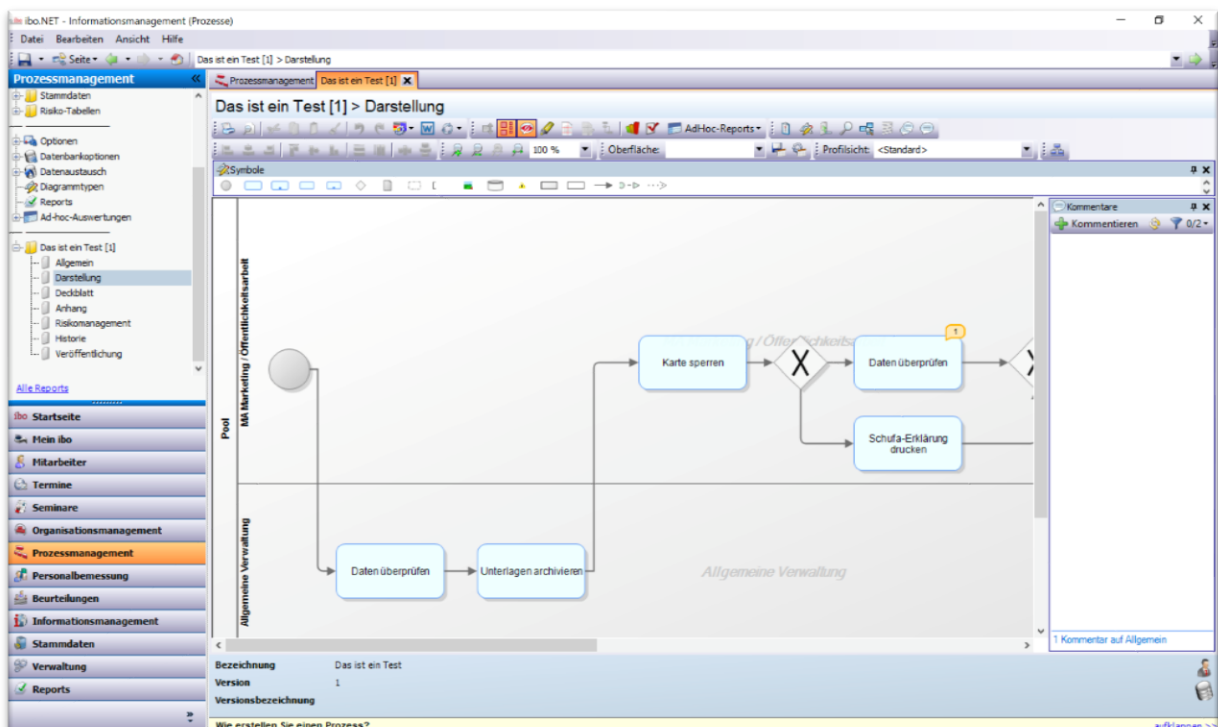 ibo.NET - Informationsmanagement (Prozesse)
Datei Bearbeiten Ansicht Hilfe
Seite Das ist ein Test [1] > Darstellung
Prozessmanagement
Stammdaten
Risiko-Tabellen
Optionen
Datenbankoptionen
Datenaustausch
Diagrammtypen
Reports
Ad-hoc-Auswertungen
Das ist ein Test [1]
Allgemein
Darstellung
Deckblatt
Anhang
Risikomanagement
Historie
Veröffentlichung
Alle Reports
ibo Startseite
Mein ibo
Mitarbeiter
Termine
Seminare
Organisationsmanagement
Prozessmanagement
Personalbemessung
Beurteilungen
Informationsmanagement
Stammdaten
Verwaltung
Reports
Prozessmanagement Das ist ein Test [1]
Das ist ein Test [1] > Darstellung
AdHoc-Reports
100 % Oberfläche: Profilsicht: <Standard>
Symbole
Pool
MA Marketing / Öffentlichkeitsarbeit
Karte sperren
X
Daten überprüfen
1
Schufa-Erklärung
drucken
Allgemeine Verwaltung
Daten überprüfen
Unterlagen archivieren
Allgemeine Verwaltung
Kommentare
Kommentieren 0/2
1 Kommentar auf Allgemein
Bezeichnung Das ist ein Test
Version 1
Versionsbezeichnung
Wie erstellen Sie einen Prozess? aufklappen >>